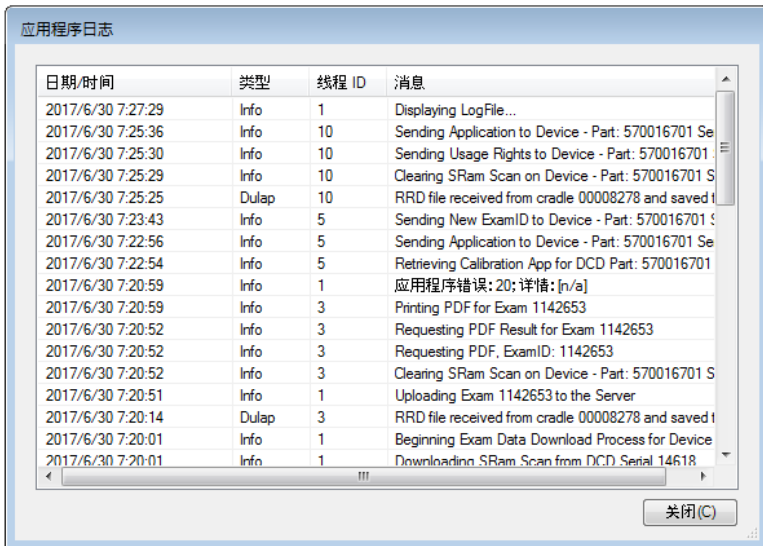 应用程序日志
日期/时间 类型 线程 ID 消息
2017/6/30 7:27:29 Info 1 Displaying LogFile...
2017/6/30 7:25:36 Info 10 Sending Application to Device - Part: 570016701 Se
2017/6/30 7:25:30 Info 10 Sending Usage Rights to Device - Part: 570016701
2017/6/30 7:25:29 Info 10 Clearing SRam Scan on Device - Part: 570016701 S
2017/6/30 7:25:25 Dulap 10 RRD file received from cradle 00008278 and saved t
2017/6/30 7:23:43 Info 5 Sending New ExamID to Device - Part: 570016701 S
2017/6/30 7:22:56 Info 5 Sending Application to Device - Part: 570016701 Se
2017/6/30 7:22:54 Info 5 Retrieving Calibration App for DCD Part: 570016701
2017/6/30 7:20:59 Info 1 应用程序错误: 20; 详情: [n/a]
2017/6/30 7:20:59 Info 3 Printing PDF for Exam 1142653
2017/6/30 7:20:52 Info 3 Requesting PDF Result for Exam 1142653
2017/6/30 7:20:52 Info 3 Requesting PDF, ExamID: 1142653
2017/6/30 7:20:52 Info 3 Clearing SRam Scan on Device - Part: 570016701 S
2017/6/30 7:20:51 Info 1 Uploading Exam 1142653 to the Server
2017/6/30 7:20:14 Dulap 3 RRD file received from cradle 00008278 and saved t
2017/6/30 7:20:01 Info 1 Beginning Exam Data Download Process for Device
2017/6/30 7:20:01 Info 1 Downloading SRam Scan from DCD Serial 14618
关闭(C)